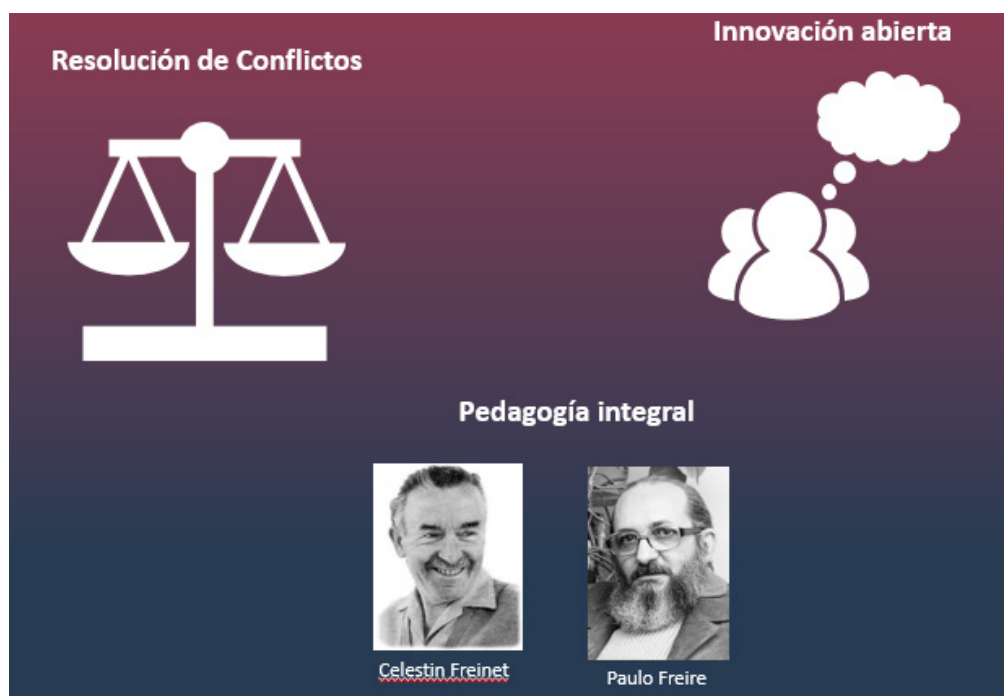 Innovación abierta
Resolución de Conflictos
Pedagogía integral
Celestin Freinet
Paulo Freire